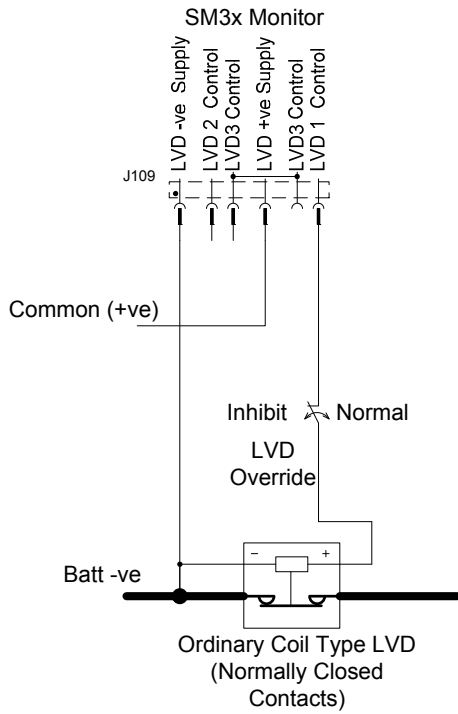 SM3x Monitor
LVD -ve Supply
LVD 2 Control
LVD3 Control
LVD +ve Supply
LVD3 Control
LVD 1 Control
J109
Common (+ve)
Inhibit
Normal
LVD
Override
− +
Batt -ve
Ordinary Coil Type LVD
(Normally Closed
Contacts)